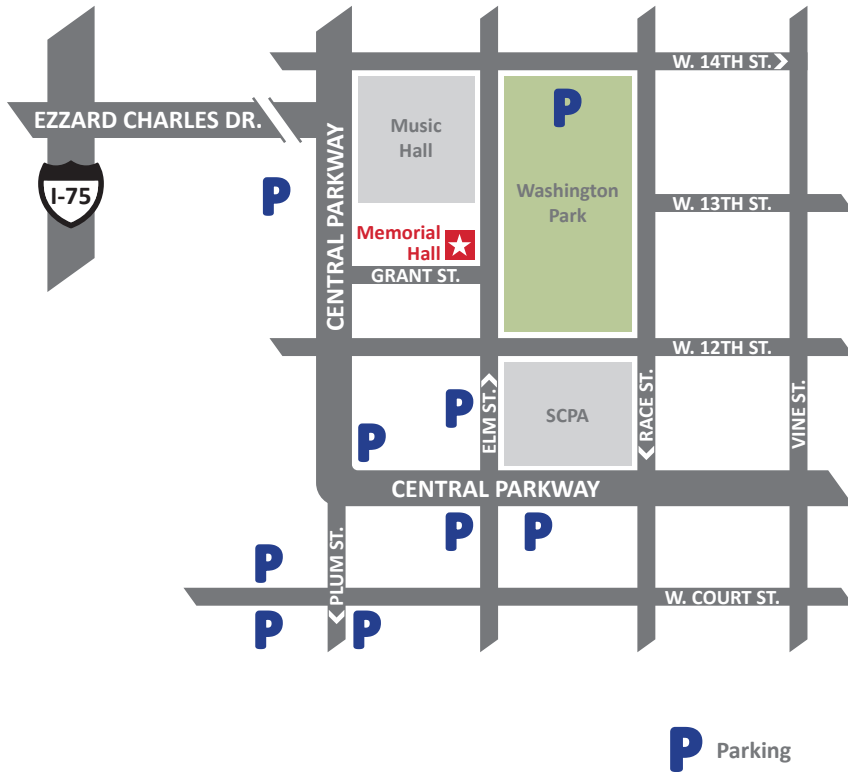 W. 14TH ST.
EZZARD CHARLES DR.
I-75
P
Music
Hall
P
Washington
Park
CENTRAL PARKWAY
W. 13TH ST.
Memorial
Hall
GRANT ST.
W. 12TH ST.
P
P
ELM ST.
SCPA
RACE ST.
VINE ST.
CENTRAL PARKWAY
P
P
PLUM ST.
P
P
P
W. COURT ST.
P Parking